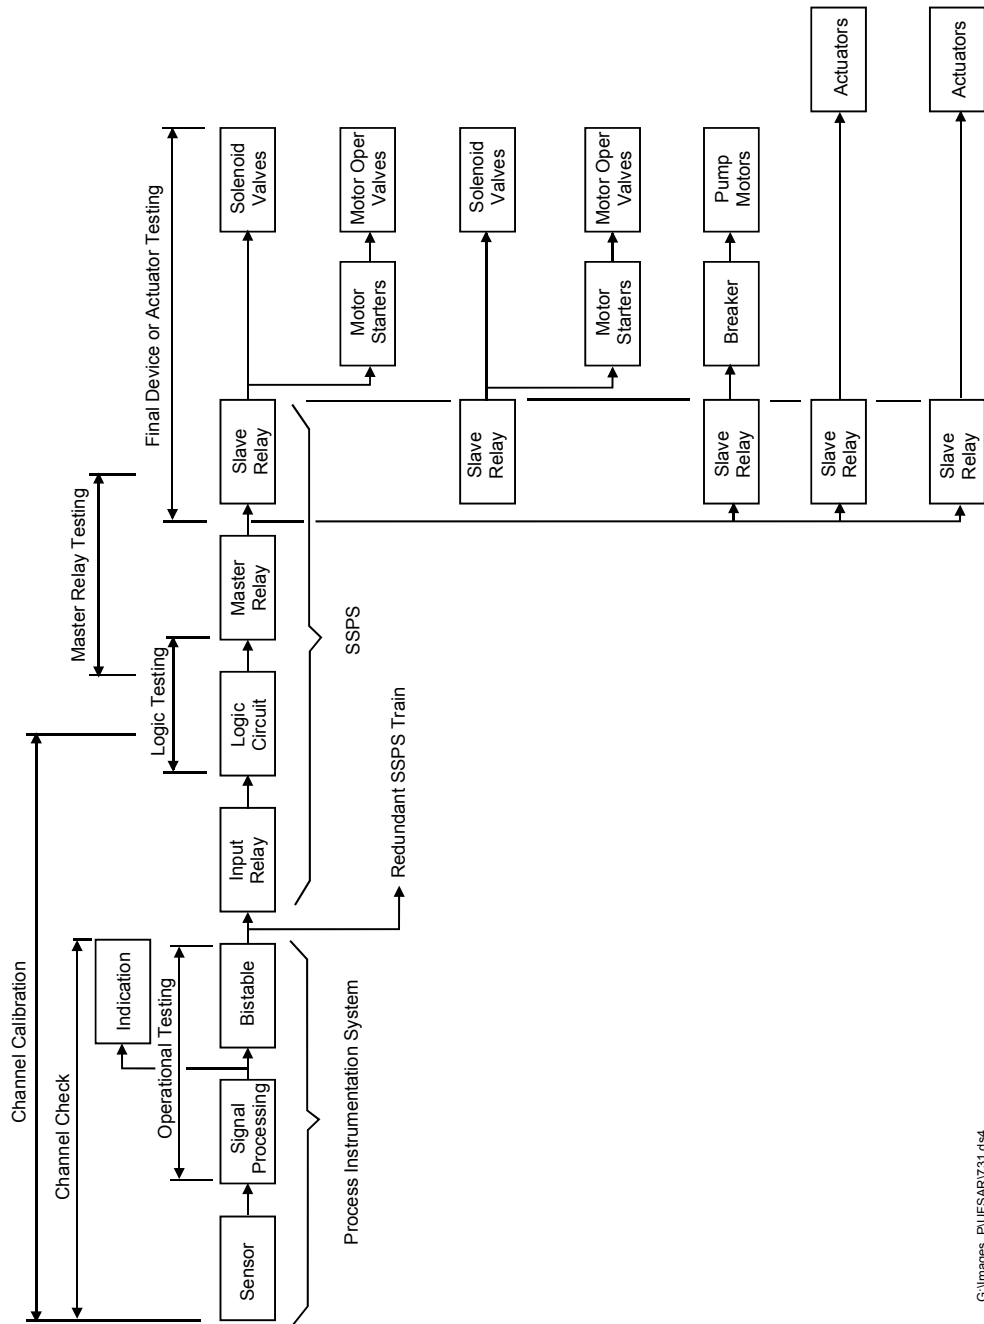 Channel Calibration
Channel Check
Master Relay Testing
Final Device or Actuator Testing
Operational Testing
Logic Testing
Indication
Sensor
Signal
Processing
Bistable
Input
Relay
Logic
Circuit
Master
Relay
Slave
Relay
Solenoid
Valves
Motor
Starters
Motor Oper
Valves
Process Instrumentation System
SSPS
Redundant SSPS Train
Slave
Relay
Solenoid
Valves
Motor
Starters
Motor Oper
Valves
Slave
Relay
Breaker
Pump
Motors
Slave
Relay
Actuators
Slave
Relay
Actuators